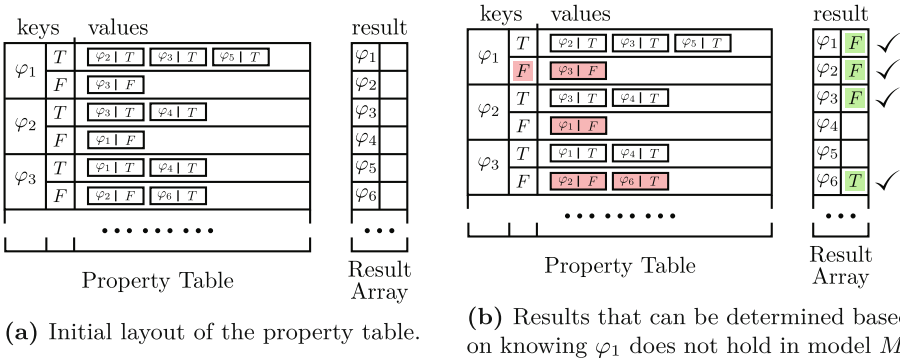 keys values result
φ1 T φ2 | T φ3 | T φ5 | T φ1
F φ3 | F φ2
φ2 T φ3 | T φ4 | T φ3
F φ1 | F φ4
φ3 T φ1 | T φ4 | T φ5
F φ2 | F φ6 | T φ6
••• ••• ••• •••
Property Table
Result
Array
(a) Initial layout of the property table.
keys values result
φ1 T φ2 | T φ3 | T φ5 | T φ1 F ✓
F φ3 | F φ2 F ✓
φ2 T φ3 | T φ4 | T φ3 F ✓
F φ1 | F φ4
φ3 T φ1 | T φ4 | T φ5
F φ2 | F φ6 | T φ6 T ✓
••• ••• ••• •••
Property Table
Result
Array
(b) Results that can be determined based
on knowing φ1 does not hold in model M